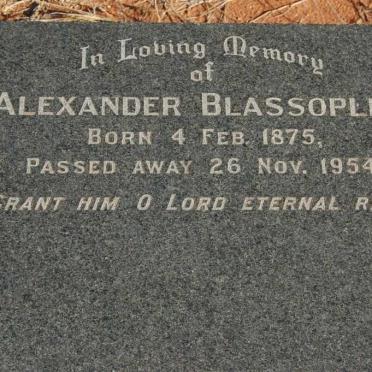 In Loving Memory
of
ALEXANDER BLASSOPL
BORN 4 FEB. 1875,
PASSED AWAY 26 NOV. 1954
GRANT HIM O LORD ETERNAL R